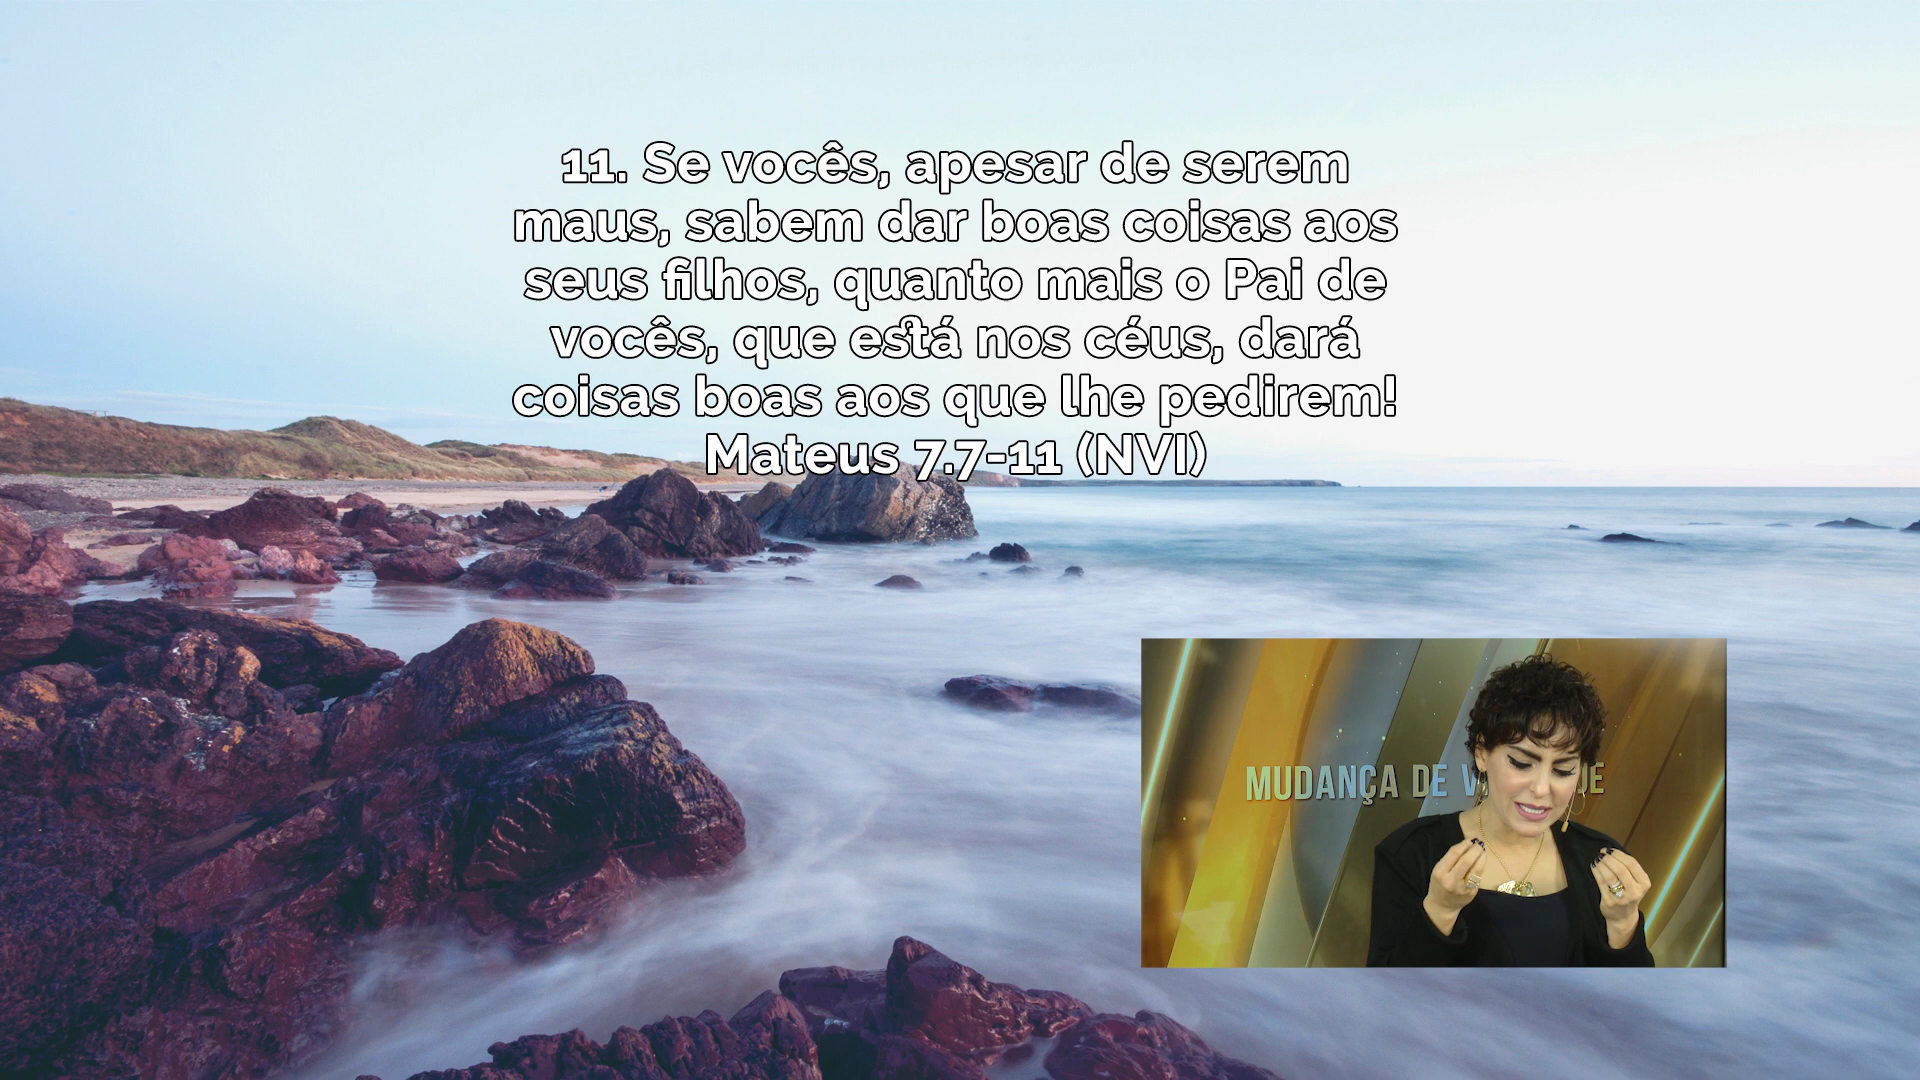 11. Se vocês, apesar de serem
maus, sabem dar boas coisas aos
seus filhos, quanto mais o Pai de
vocês, que está nos céus, dará
coisas boas aos que lhe pedirem!
Mateus 7.7-11 (NVI)
MUDANÇA DE